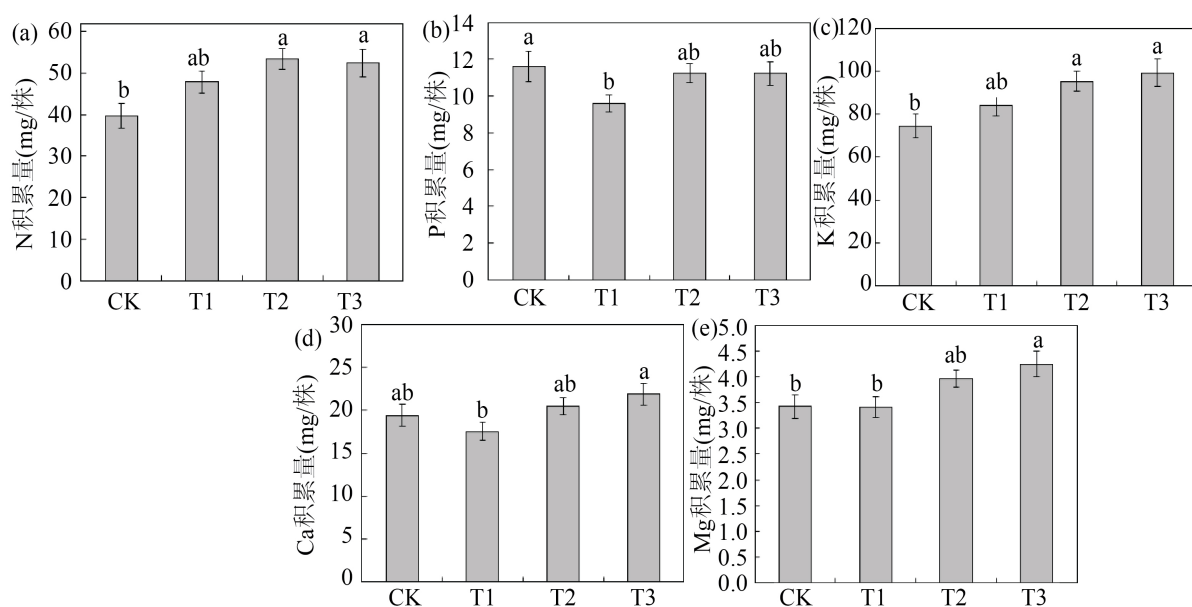 (a)
N积累量(mg/株)
60
50
40
30
20
10
0
b
ab
a
a
CK T1 T2 T3
(b)
P积累量(mg/株)
14
12
10
8
6
4
2
0
a
b
ab
ab
CK T1 T2 T3
(c)
K积累量(mg/株)
120
100
80
60
40
20
0
b
ab
a
a
CK T1 T2 T3
(d)
Ca积累量(mg/株)
30
25
20
15
10
5
0
ab
b
ab
a
CK T1 T2 T3
(e)
Mg积累量(mg/株)
5.0
4.5
4.0
3.5
3.0
2.5
2.0
1.5
1.0
0.5
0.0
b
b
ab
a
CK T1 T2 T3